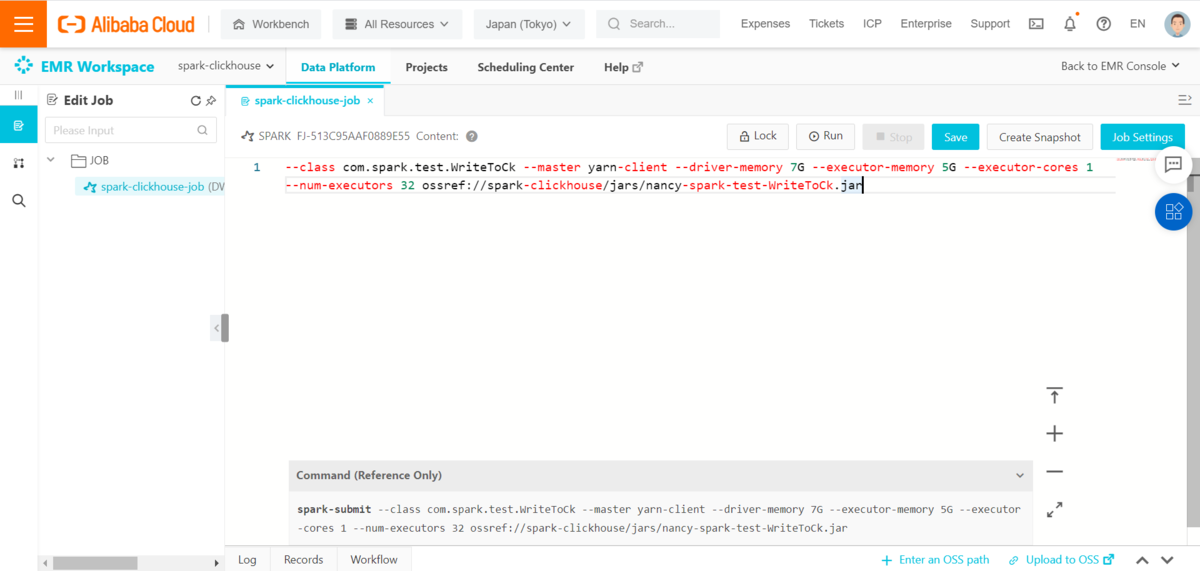 Alibaba Cloud
Workbench
All Resources
Japan (Tokyo)
Search...
Expenses
Tickets
ICP
Enterprise
Support
EN
EMR Workspace
spark-clickhouse
Data Platform
Projects
Scheduling Center
Help
Back to EMR Console
Edit Job
Please Input
JOB
spark-clickhouse-job (DW
spark-clickhouse-job ×
SPARK FJ-513C95AAF0889E55 Content:
Lock
Run
Stop
Save
Create Snapshot
Job Settings
1 --class com.spark.test.WriteToCk --master yarn-client --driver-memory 7G --executor-memory 5G --executor-cores 1
--num-executors 32 ossref://spark-clickhouse/jars/nancy-spark-test-WriteToCk.jar
Command (Reference Only)
spark-submit --class com.spark.test.WriteToCk --master yarn-client --driver-memory 7G --executor-memory 5G --executor
-cores 1 --num-executors 32 ossref://spark-clickhouse/jars/nancy-spark-test-WriteToCk.jar
Log
Records
Workflow
Enter an OSS path
Upload to OSS